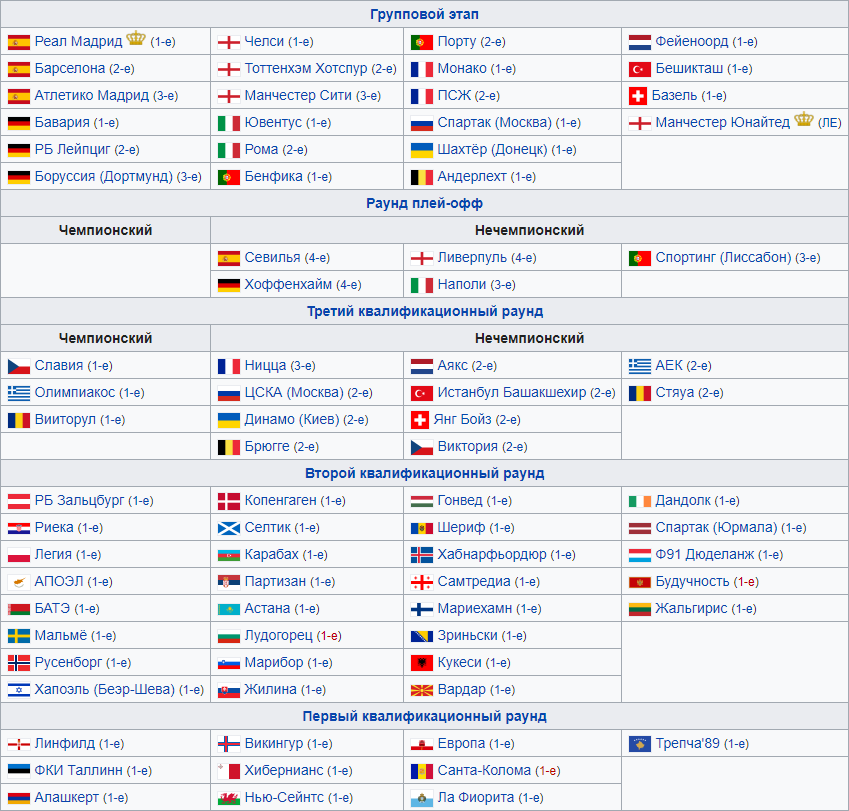 Групповой этап
Реал Мадрид (1-е) Челси (1-е) Порту (2-е) Фейеноорд (1-е)
Барселона (2-е) Тоттенхэм Хотспур (2-е) Монако (1-е) Бешикташ (1-е)
Атлетико Мадрид (3-е) Манчестер Сити (3-е) ПСЖ (2-е) Базель (1-е)
Бавария (1-е) Ювентус (1-е) Спартак (Москва) (1-е) Манчестер Юнайтед (ЛЕ)
РБ Лейпциг (2-е) Рома (2-е) Шахтёр (Донецк) (1-е)
Боруссия (Дортмунд) (3-е) Бенфика (1-е) Андерлехт (1-е)
Раунд плей-офф
Чемпионский Нечемпионский
Севилья (4-е) Ливерпуль (4-е) Спортинг (Лиссабон) (3-е)
Хоффенхайм (4-е) Наполи (3-е)
Третий квалификационный раунд
Чемпионский Нечемпионский
Славия (1-е) Ницца (3-е) Аякс (2-е) АЕК (2-е)
Олимпиакос (1-е) ЦСКА (Москва) (2-е) Истанбул Башакшехир (2-е) Стяуа (2-е)
Вииторул (1-е) Динамо (Киев) (2-е) Янг Бойз (2-е)
Брюгге (2-е) Виктория (2-е)
Второй квалификационный раунд
РБ Зальцбург (1-е) Копенгаген (1-е) Гонвед (1-е) Дандолк (1-е)
Риека (1-е) Селтик (1-е) Шериф (1-е) Спартак (Юрмала) (1-е)
Легия (1-е) Карабах (1-е) Хабнарфьордюр (1-е) Ф91 Дюделанж (1-е)
АПОЭЛ (1-е) Партизан (1-е) Самтредиа (1-е) Будучность (1-е)
БАТЭ (1-е) Астана (1-е) Мариехамн (1-е) Жальгирис (1-е)
Мальмё (1-е) Лудогорец (1-е) Зриньски (1-е)
Русенборг (1-е) Марибор (1-е) Кукеси (1-е)
Хапоэль (Беэр-Шева) (1-е) Жилина (1-е) Вардар (1-е)
Первый квалификационный раунд
Линфилд (1-е) Викингур (1-е) Европа (1-е) Трепча'89 (1-е)
ФКИ Таллинн (1-е) Хибернианс (1-е) Санта-Колома (1-е)
Алашкерт (1-е) Нью-Сейнтс (1-е) Ла Фиорита (1-е)